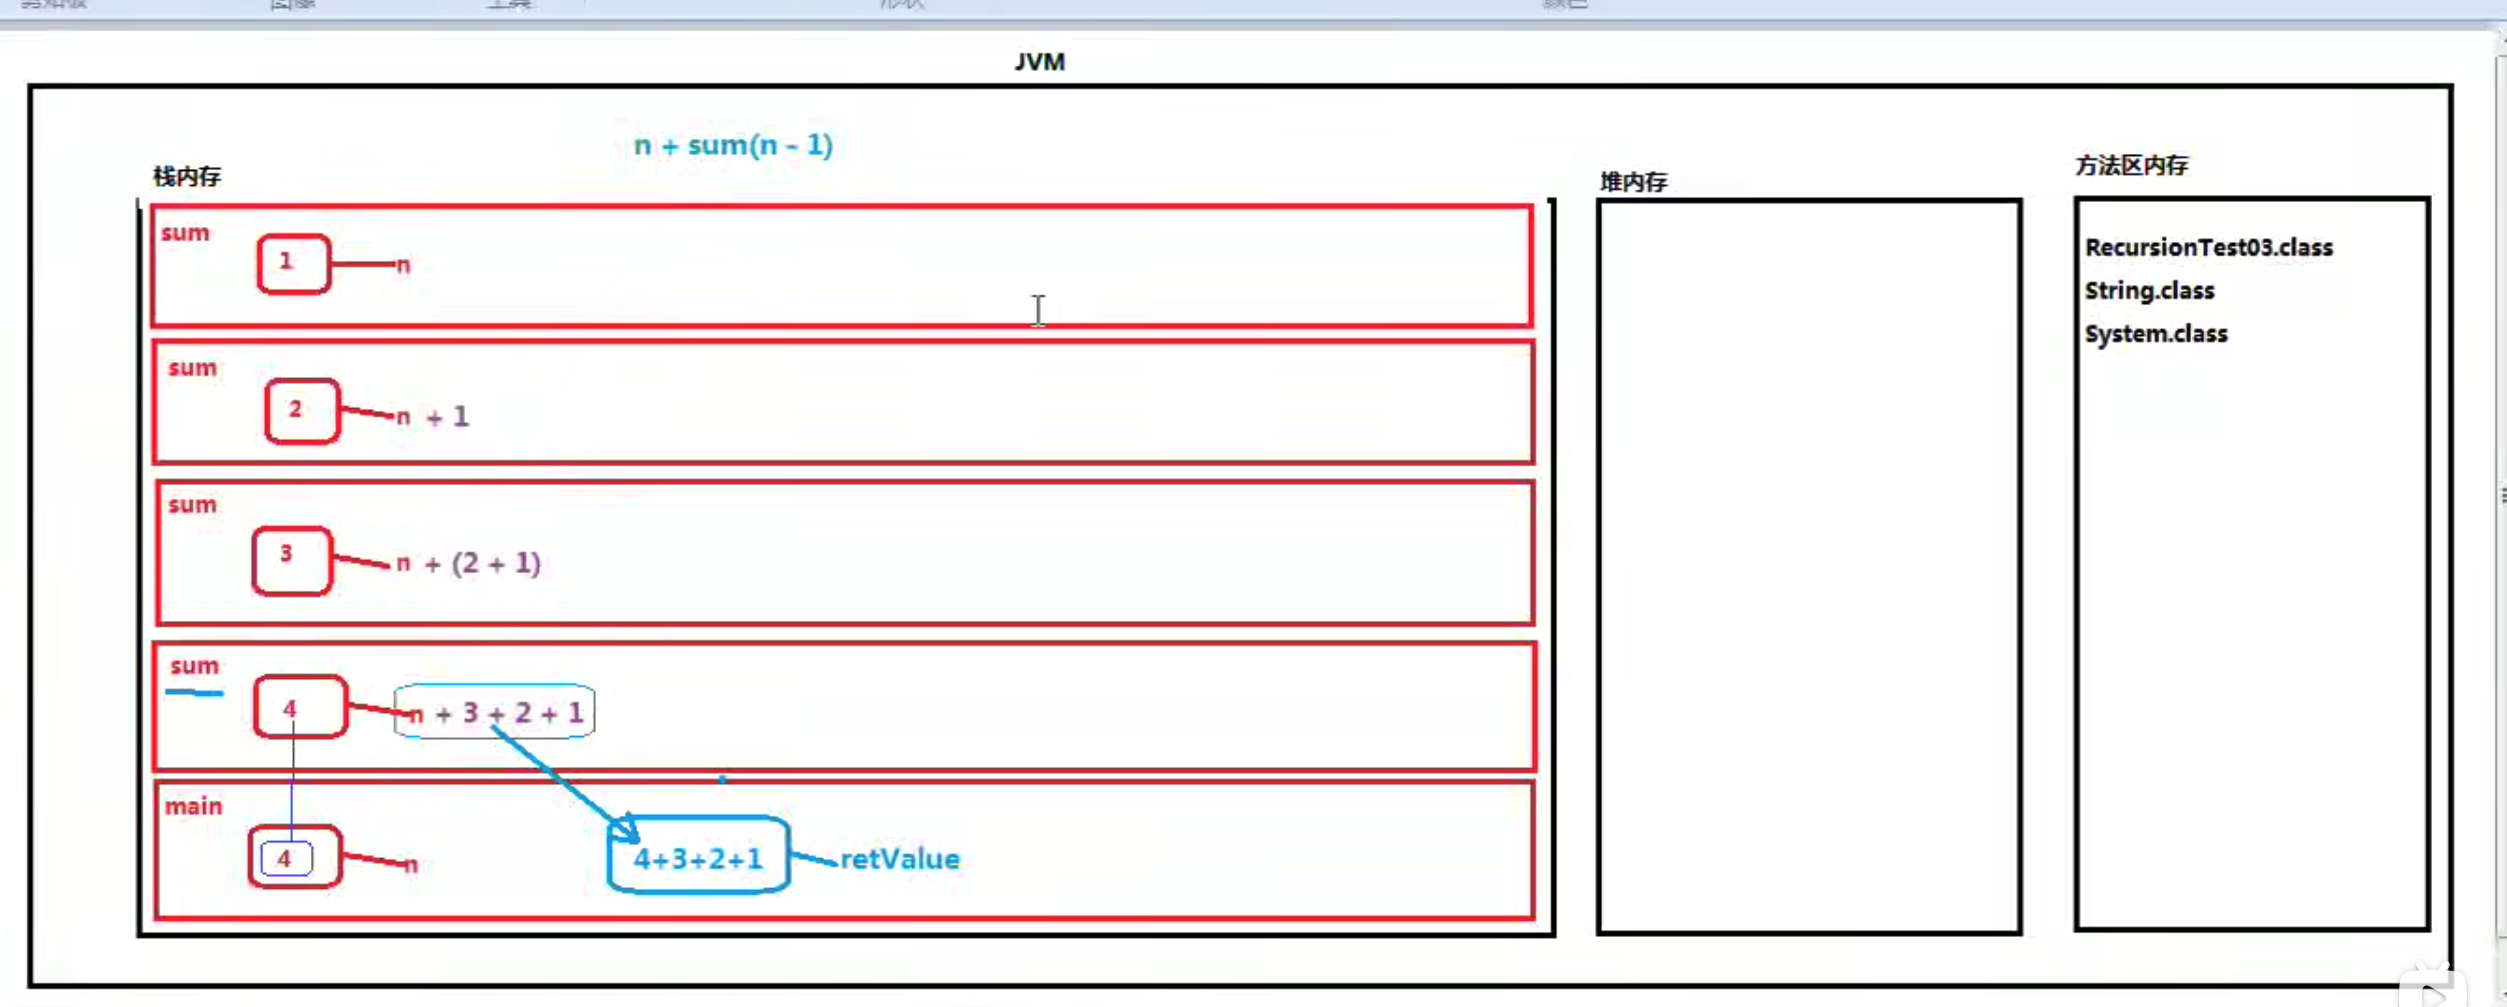 JVM
n + sum(n - 1)
栈内存
堆内存
方法区内存
sum
1
n
sum
2
n + 1
sum
3
n + (2 + 1)
sum
4
n + 3 + 2 + 1
main
4
n
4+3+2+1
retValue
RecursionTest03.class
String.class
System.class